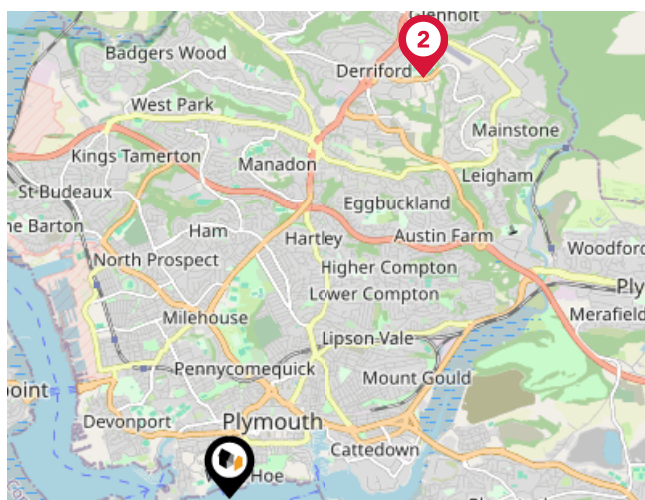 Glenholt
2
Badgers Wood
Derriford
West Park
Mainstone
Kings Tamerton
Manadon
Leigham
St Budeaux
Eggbuckland
ne Barton
Ham
Hartley
Austin Farm
Woodford
North Prospect
Higher Compton
Lower Compton
Ply
Milehouse
Merafield
Lipson Vale
Pennycomequick
Mount Gould
point
Devonport
Plymouth
Cattedown
Hoe